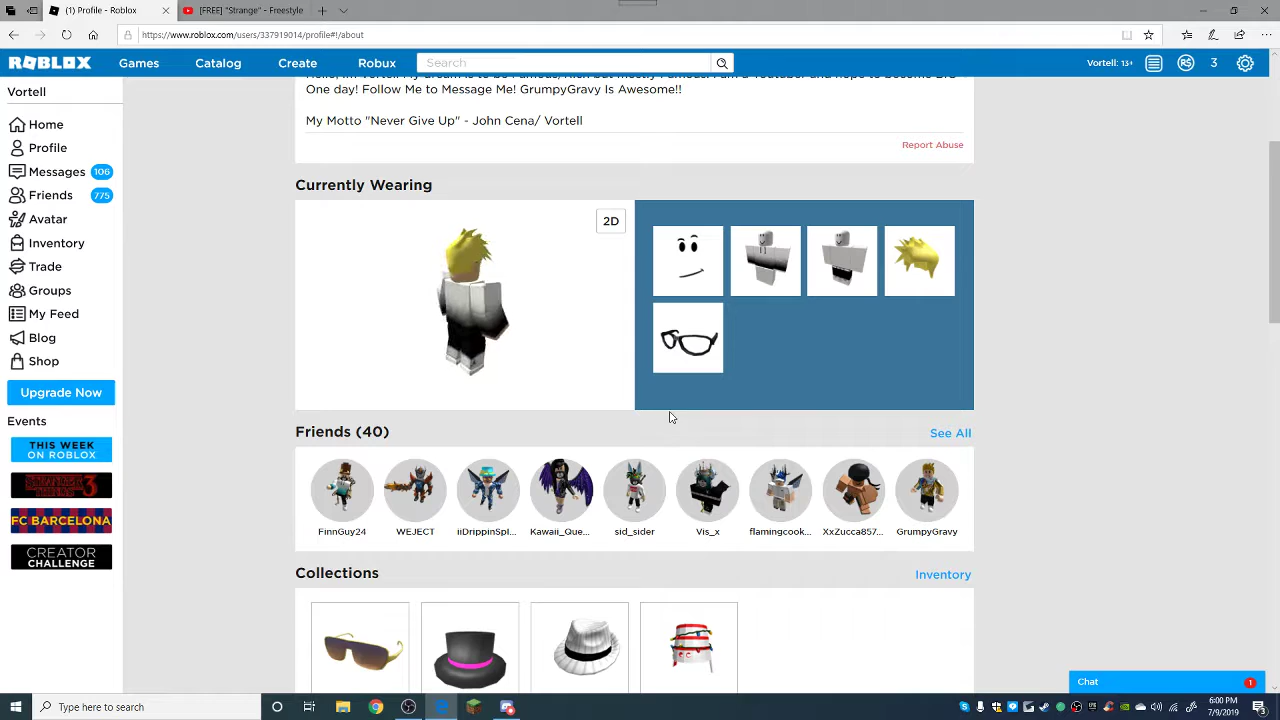 (1) Profile - Roblox
[FREE] "Strange" - Freestyle
https://www.roblox.com/users/337919014/profile#!/about
ROBLOX Games Catalog Create Robux Search Vortell: 13+ 3
Vortell
Home
Profile
Messages 106
Friends 775
Avatar
Inventory
Trade
Groups
My Feed
Blog
Shop
Upgrade Now
Events
THIS WEEK
ON ROBLOX
STRANGER THINGS 3
FC BARCELONA
CREATOR
CHALLENGE
One day! Follow Me to Message Me! GrumpyGravy Is Awesome!!
My Motto "Never Give Up" - John Cena/ Vortell
Report Abuse
Currently Wearing
2D
Friends (40) See All
FinnGuy24 WEJECT iiDrippinSpl... Kawaii_Que... sid_sider Vis_x flamingcook... XxZucca857... GrumpyGravy
Collections Inventory
Chat 1
Type here to search
6:00 PM
7/9/2019
3